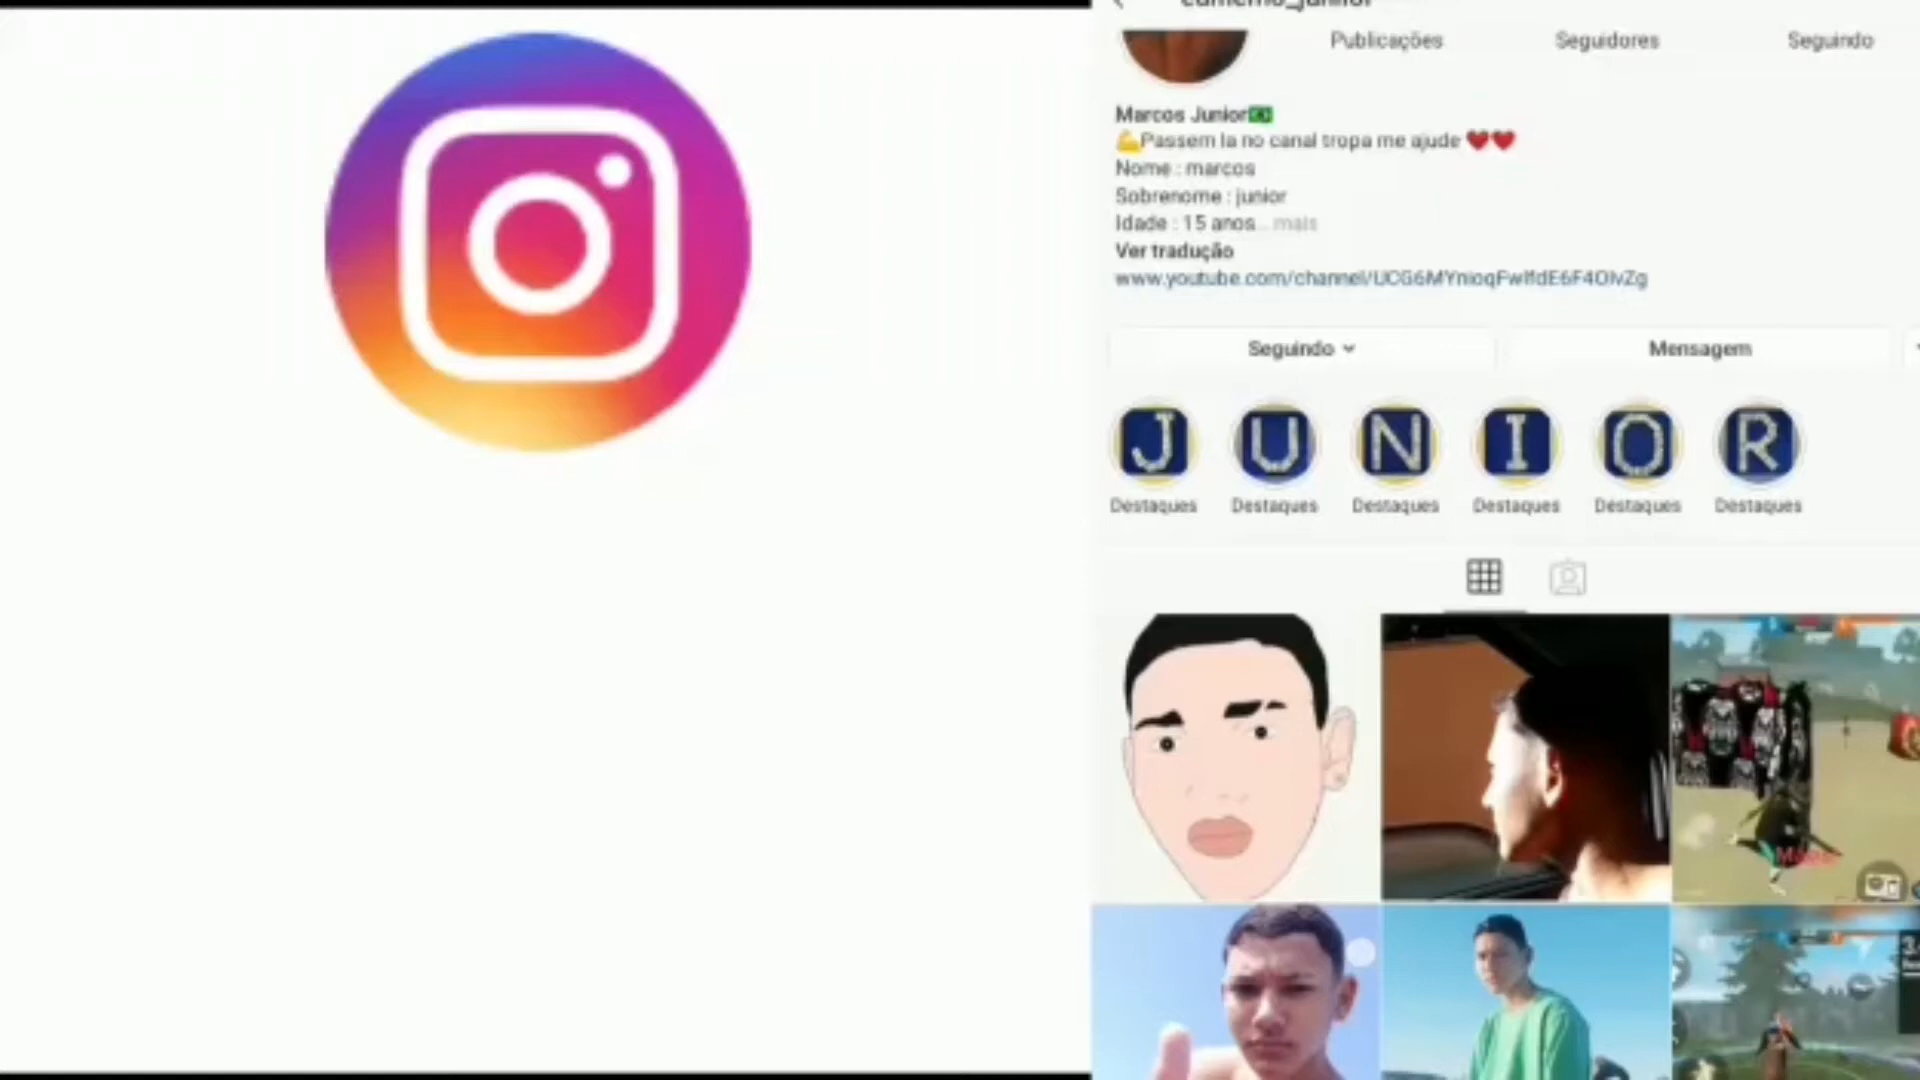 Publicações Seguidores Seguindo
Marcos Junior
Passem la no canal tropa me ajude
Nome : marcos
Sobrenome : junior
Idade : 15 anos... mais
Ver tradução
Seguindo Mensagem
J U N I O R
Destaques Destaques Destaques Destaques Destaques Destaques